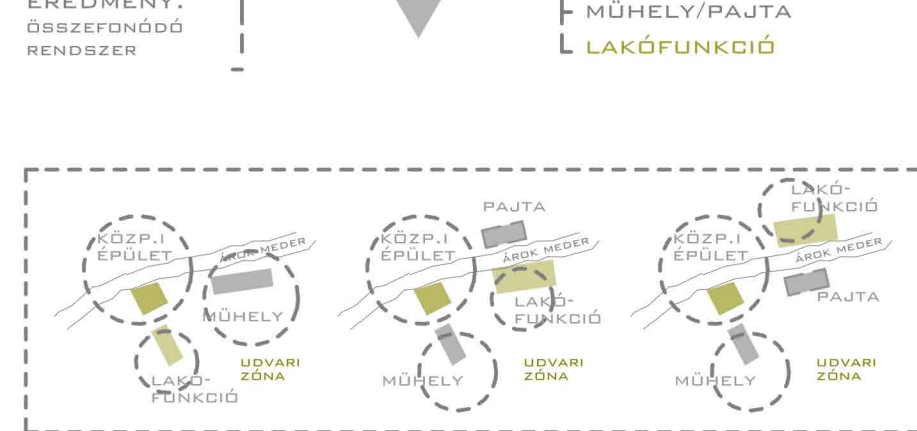 EREDMÉNY:
ÖSSZEFONÓDÓ
RENDSZER
MŰHELY/PAJTA
LAKÓFUNKCIÓ
KÖZP.I
ÉPÜLET
ÁROK MEDER
MŰHELY
LAKÓ-
FUNKCIÓ
UDVARI
ZÓNA
PAJTA
KÖZP.I
ÉPÜLET
ÁROK MEDER
LAKÓ-
FUNKCIÓ
MŰHELY
UDVARI
ZÓNA
LAKÓ-
FUNKCIÓ
KÖZP.I
ÉPÜLET
ÁROK MEDER
PAJTA
MŰHELY
UDVARI
ZÓNA